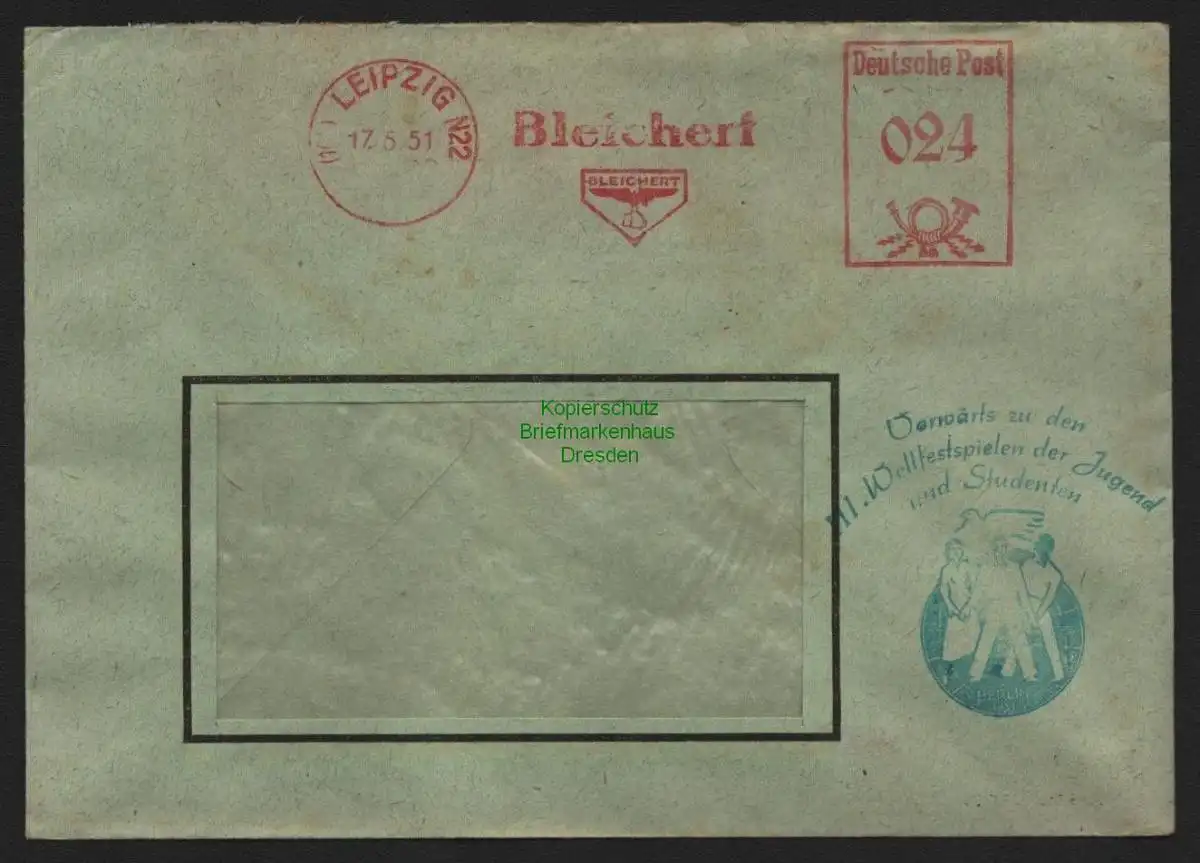 LEIPZIG N22
17.5.51
Bleichert
BLEICHERT
Deutsche Post
024
Kopierschutz
Briefmarkenhaus
Dresden
Vorwärts zu den
III. Weltfestspielen der Jugend
und Studenten
BERLIN